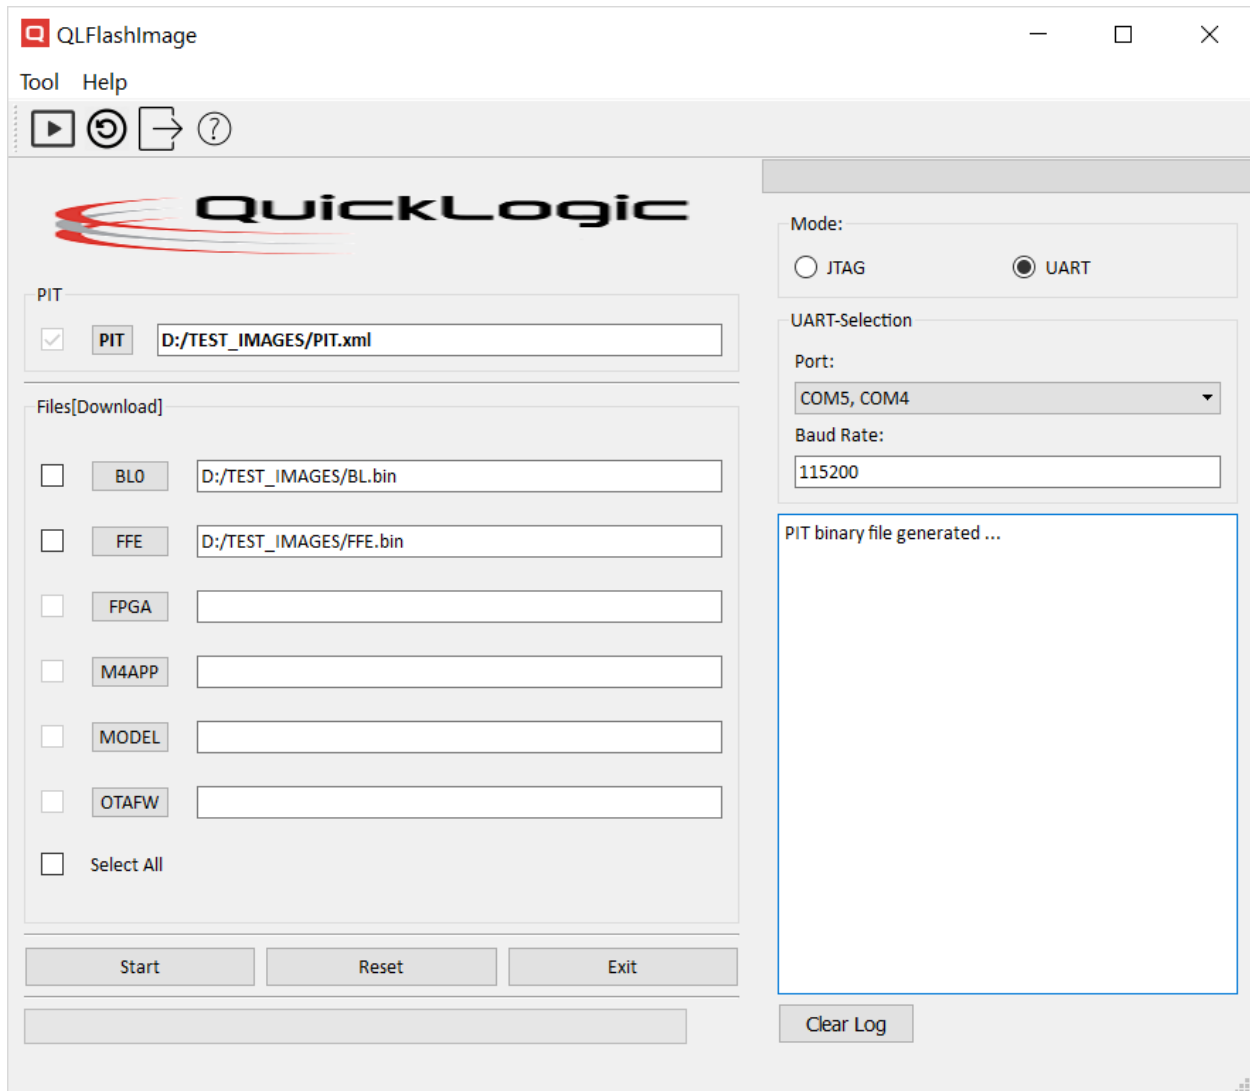 QLFlashImage
Tool Help
QuickLogic
PIT
PIT D:/TEST_IMAGES/PIT.xml
Files[Download]
BL0 D:/TEST_IMAGES/BL.bin
FFE D:/TEST_IMAGES/FFE.bin
FPGA
M4APP
MODEL
OTAFW
Select All
Start Reset Exit
Mode:
JTAG UART
UART-Selection
Port:
COM5, COM4
Baud Rate:
115200
PIT binary file generated ...
Clear Log